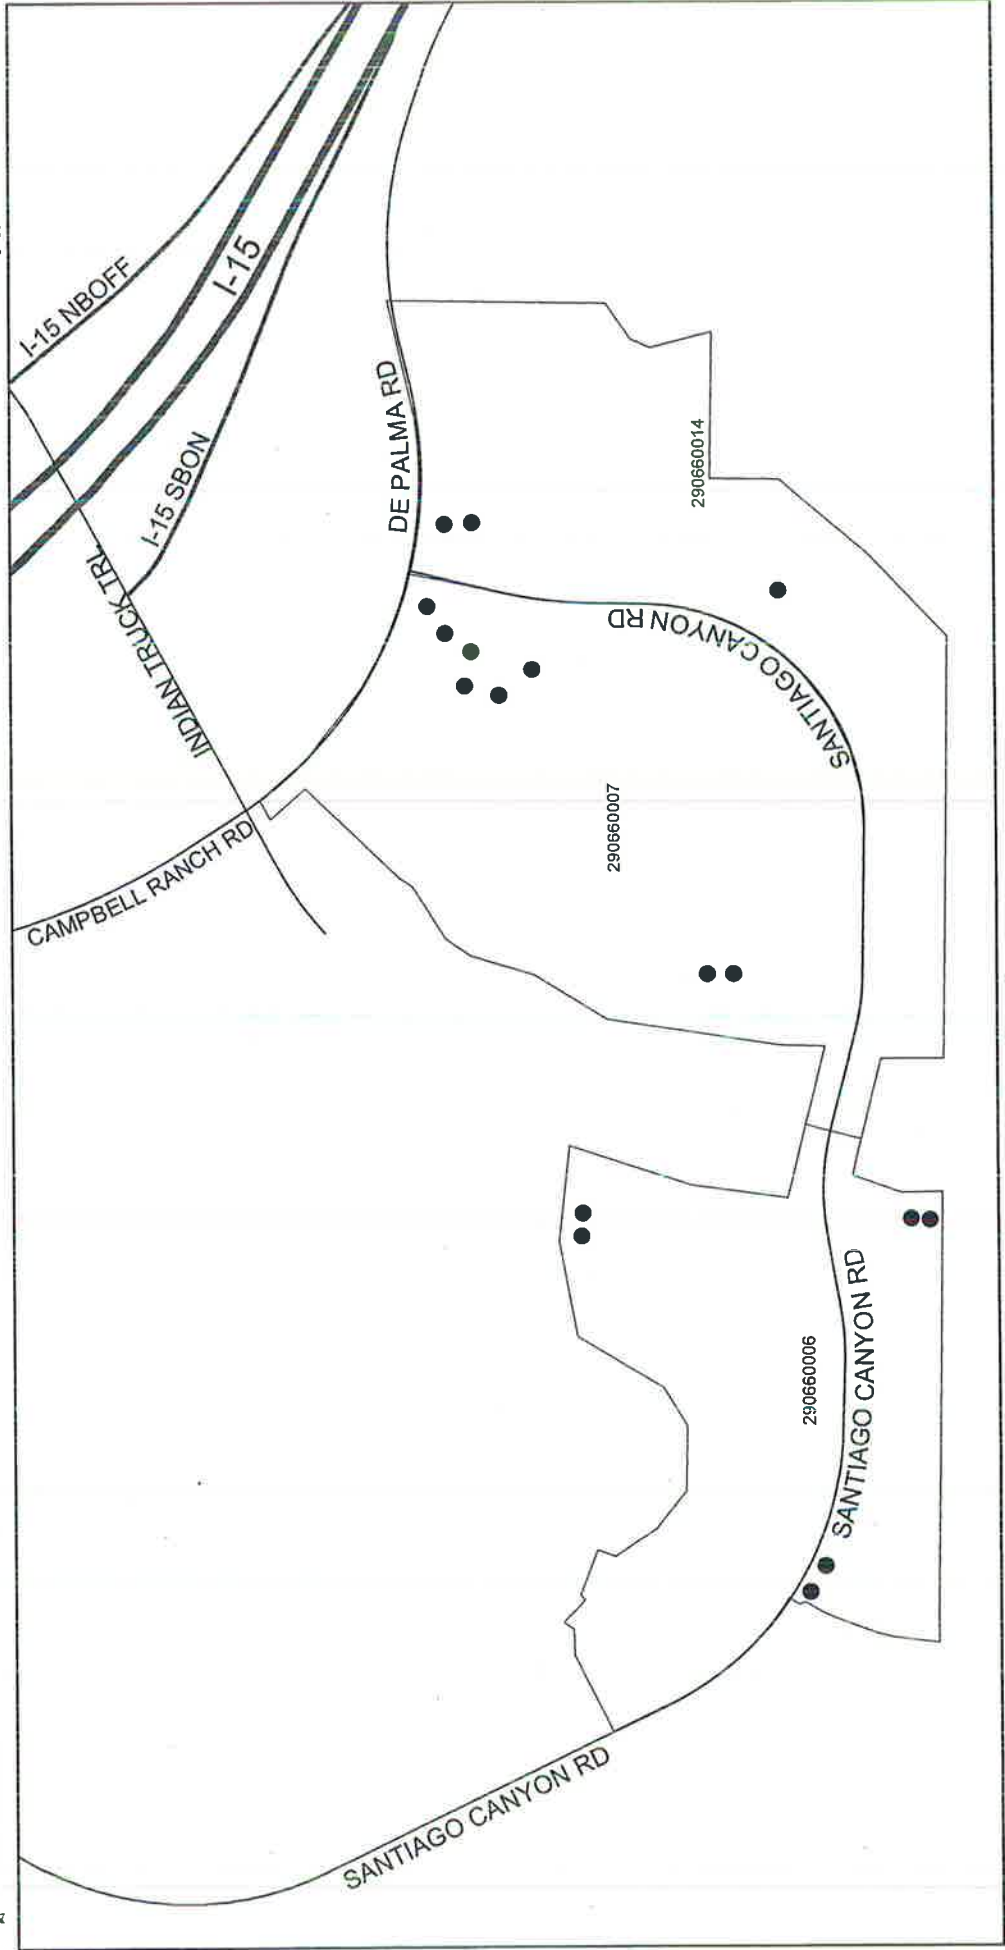 I-15 NBOFF
I-15
I-15 SBON
DE PALMA RD
INDIAN TRUCK TRL
290660014
SANTIAGO CANYON RD
CAMPBELL RANCH RD
290660007
SANTIAGO CANYON RD
290660006
SANTIAGO CANYON RD